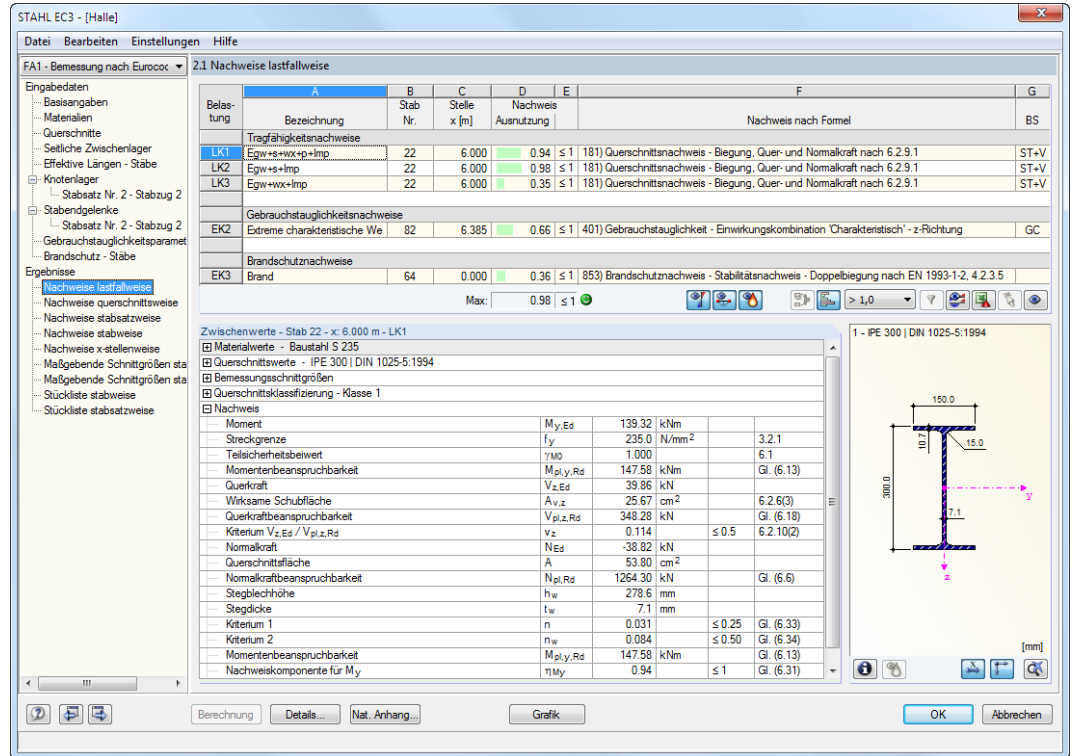 STAHL EC3 - [Halle]
Datei Bearbeiten Einstellungen Hilfe
FA1 - Bemessung nach Eurococ
2.1 Nachweise lastfallweise
Eingabedaten
Basisangaben
Materialien
Querschnitte
Seitliche Zwischenlager
Effektive Längen - Stäbe
Knotenlager
Stabsatz Nr. 2 - Stabzug 2
Stabendgelenke
Stabsatz Nr. 2 - Stabzug 2
Gebrauchstauglichkeitsparamet
Brandschutz - Stäbe
Ergebnisse
Nachweise lastfallweise
Nachweise querschnittsweise
Nachweise stabsatzweise
Nachweise stabweise
Nachweise x-stellenweise
Maßgebende Schnittgrößen sta
Maßgebende Schnittgrößen sta
Stückliste stabweise
Stückliste stabsatzweise
A B C D E F G
Belas- Stab Stelle Nachweis
tung Bezeichnung Nr. x [m] Ausnutzung Nachweis nach Formel BS
Tragfähigkeitsnachweise
LK1 Egw+s+wx+p+Imp 22 6.000 0.94 ≤ 1 181) Querschnittsnachweis - Biegung, Quer- und Normalkraft nach 6.2.9.1 ST+V
LK2 Egw+s+Imp 22 6.000 0.98 ≤ 1 181) Querschnittsnachweis - Biegung, Quer- und Normalkraft nach 6.2.9.1 ST+V
LK3 Egw+wx+Imp 22 6.000 0.35 ≤ 1 181) Querschnittsnachweis - Biegung, Quer- und Normalkraft nach 6.2.9.1 ST+V
Gebrauchstauglichkeitsnachweise
EK2 Extreme charakteristische We 82 6.385 0.66 ≤ 1 401) Gebrauchstauglichkeit - Einwirkungskombination 'Charakteristisch' - z-Richtung GC
Brandschutznachweise
EK3 Brand 64 0.000 0.36 ≤ 1 853) Brandschutznachweis - Stabilitätsnachweis - Doppelbiegung nach EN 1993-1-2, 4.2.3.5
Max: 0.98 ≤ 1 > 1,0
Zwischenwerte - Stab 22 - x: 6.000 m - LK1
Materialwerte - Baustahl S 235
Querschnittswerte - IPE 300 | DIN 1025-5:1994
Bemessungsschnittgrößen
Querschnittsklassifizierung - Klasse 1
Nachweis
Moment My,Ed 139.32 kNm
Streckgrenze fy 235.0 N/mm² 3.2.1
Teilsicherheitsbeiwert γM0 1.000 6.1
Momentenbeanspruchbarkeit Mpl,y,Rd 147.58 kNm Gl. (6.13)
Querkraft Vz,Ed 39.86 kN
Wirksame Schubfläche Av,z 25.67 cm² 6.2.6(3)
Querkraftbeanspruchbarkeit Vpl,z,Rd 348.28 kN Gl. (6.18)
Kriterium Vz,Ed / Vpl,z,Rd vz 0.114 ≤ 0.5 6.2.10(2)
Normalkraft NEd -38.82 kN
Querschnittsfläche A 53.80 cm²
Normalkraftbeanspruchbarkeit Npl,Rd 1264.30 kN Gl. (6.6)
Stegblechhöhe hw 278.6 mm
Stegdicke tw 7.1 mm
Kriterium 1 n 0.031 ≤ 0.25 Gl. (6.33)
Kriterium 2 nw 0.084 ≤ 0.50 Gl. (6.34)
Momentenbeanspruchbarkeit Mpl,y,Rd 147.58 kNm Gl. (6.13)
Nachweiskomponente für My ηMy 0.94 ≤ 1 Gl. (6.31)
1 - IPE 300 | DIN 1025-5:1994
150.0
10.7
15.0
300.0
y
7.1
z
[mm]
Berechnung Details... Nat. Anhang... Grafik OK Abbrechen